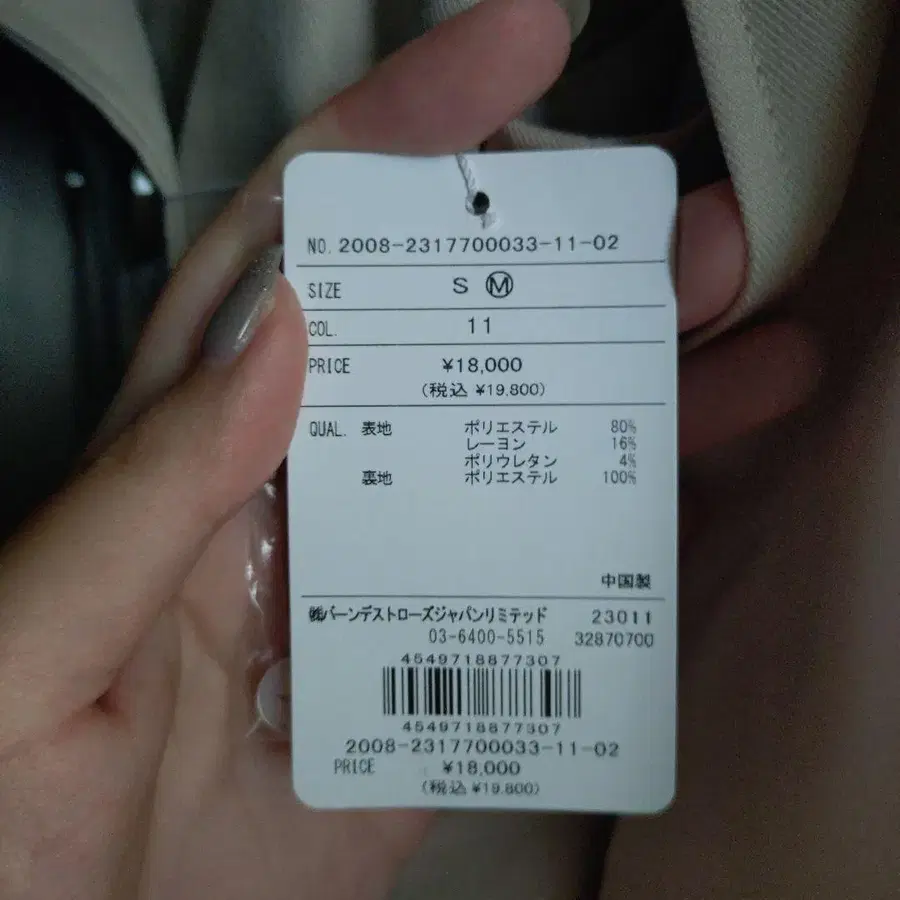 NO. 2008-2317700033-11-02
SIZE S Ⓜ
COL. 11
PRICE ¥18,000
(税込 ¥19,800)
QUAL. 表地 ポリエステル 80%
レーヨン 16%
ポリウレタン 4%
裏地 ポリエステル 100%
中国製
㈱バーンデストローズジャパンリミテッド 23011
03-6400-5515 32870700
4549718877307
4549718877307
2008-2317700033-11-02
PRICE ¥18,000
(税込 ¥19,800)